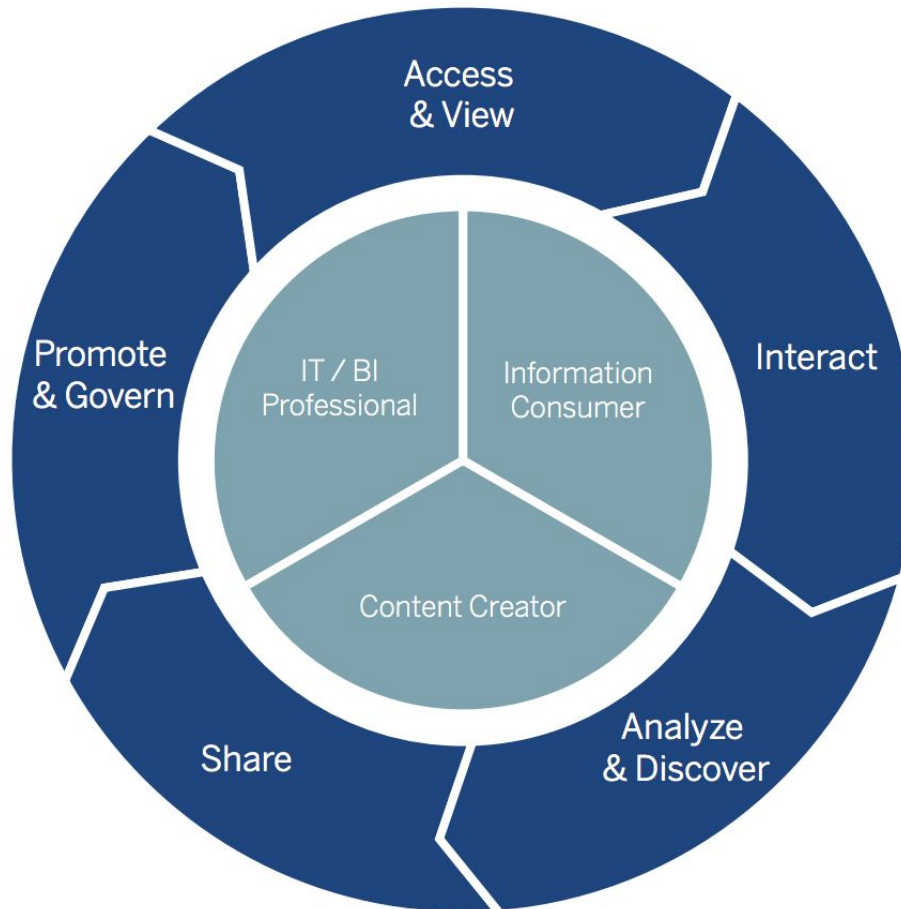 Access
& View
Interact
Analyze
& Discover
Share
Promote
& Govern
IT / BI
Professional
Information
Consumer
Content Creator